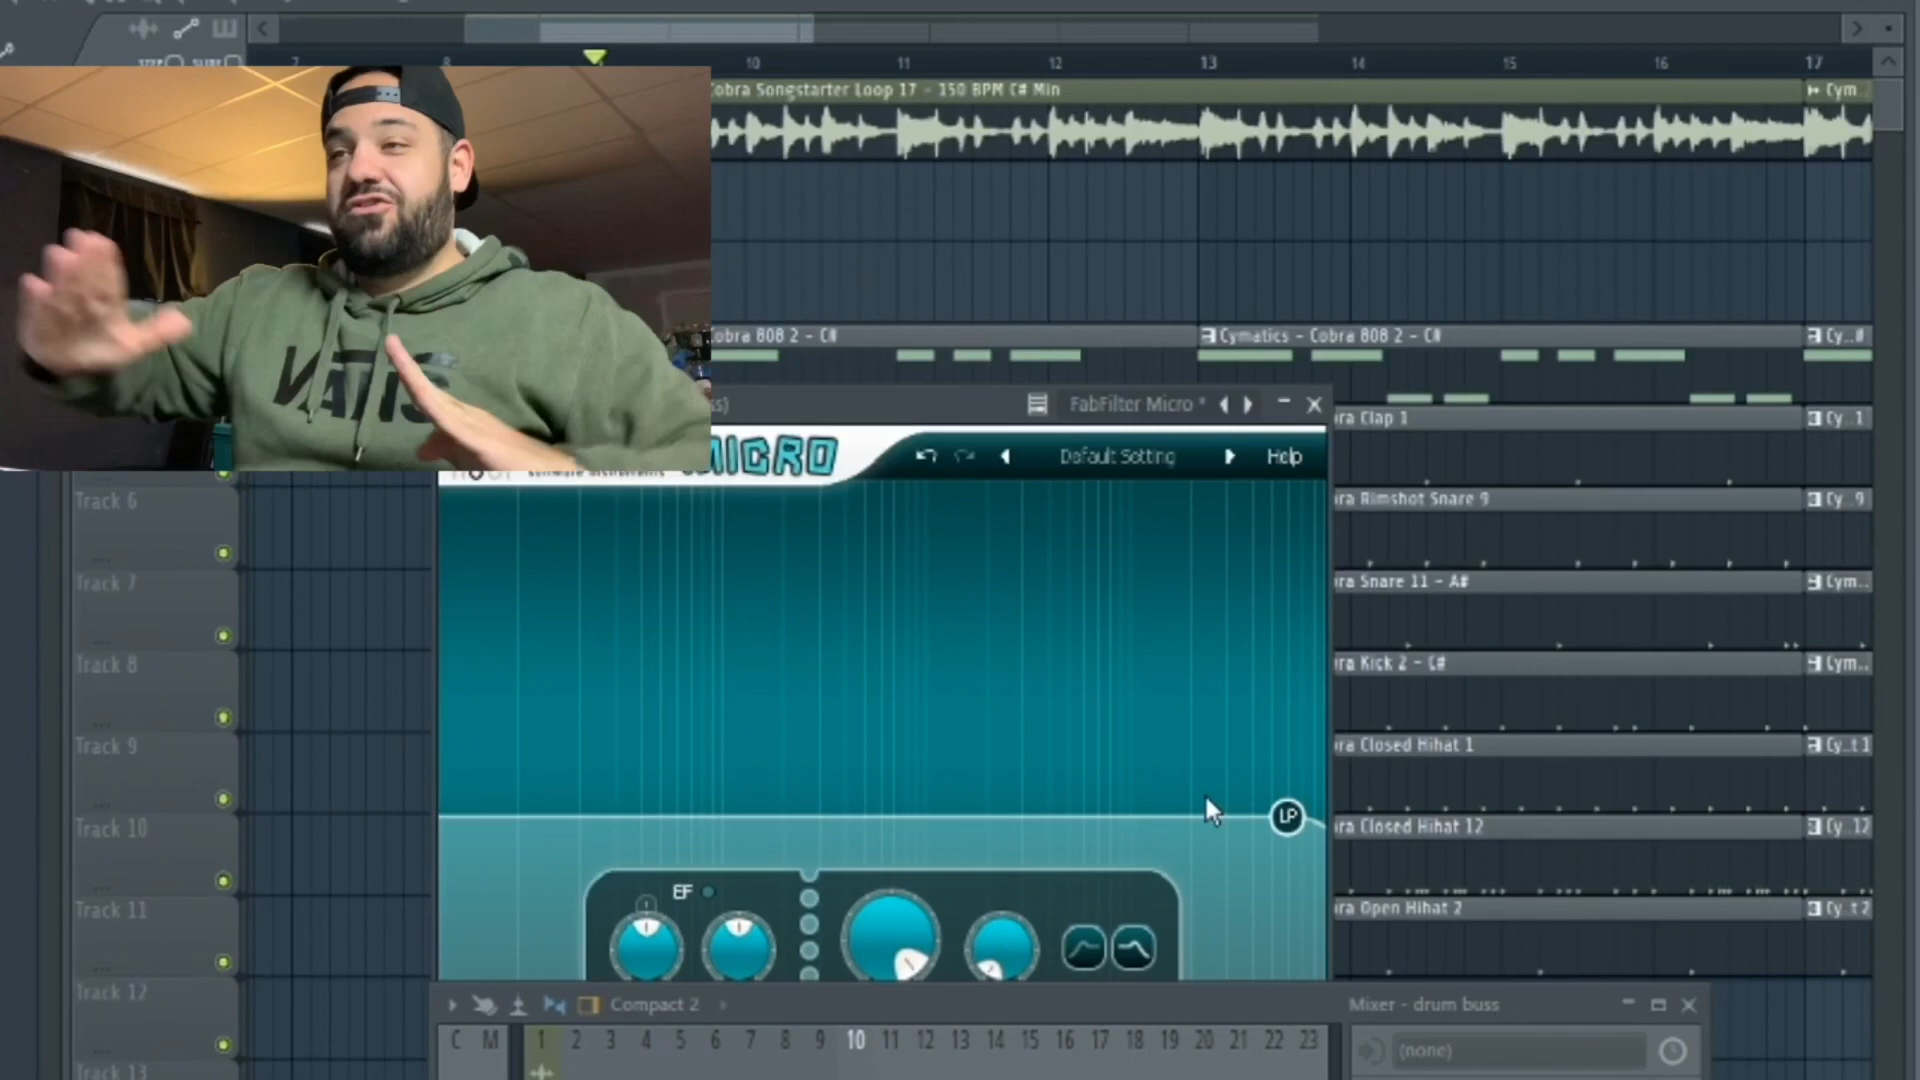 7 8 10 11 12 13 14 15 16 17
Cobra Songstarter Loop 17 - 150 BPM C# Min
Cym..
VANS
Cobra 808 2 - C#
Cymatics - Cobra 808 2 - C#
Cy..#
FabFilter Micro *
MICRO
Default Setting
Help
ra Clap 1
Cy..1
Track 6
ra Rimshot Snare 9
Cy..9
Track 7
ra Snare 11 - A#
Cym..
Track 8
ra Kick 2 - C#
Cym..
Track 9
ra Closed Hihat 1
Cy..t 1
LP
Track 10
ra Closed Hihat 12
Cy..12
EF
Track 11
ra Open Hihat 2
Cy..t 2
Track 12
Compact 2
Mixer - drum buss
C M 1 2 3 4 5 6 7 8 9 10 11 12 13 14 15 16 17 18 19 20 21 22 23
(none)
Track 13